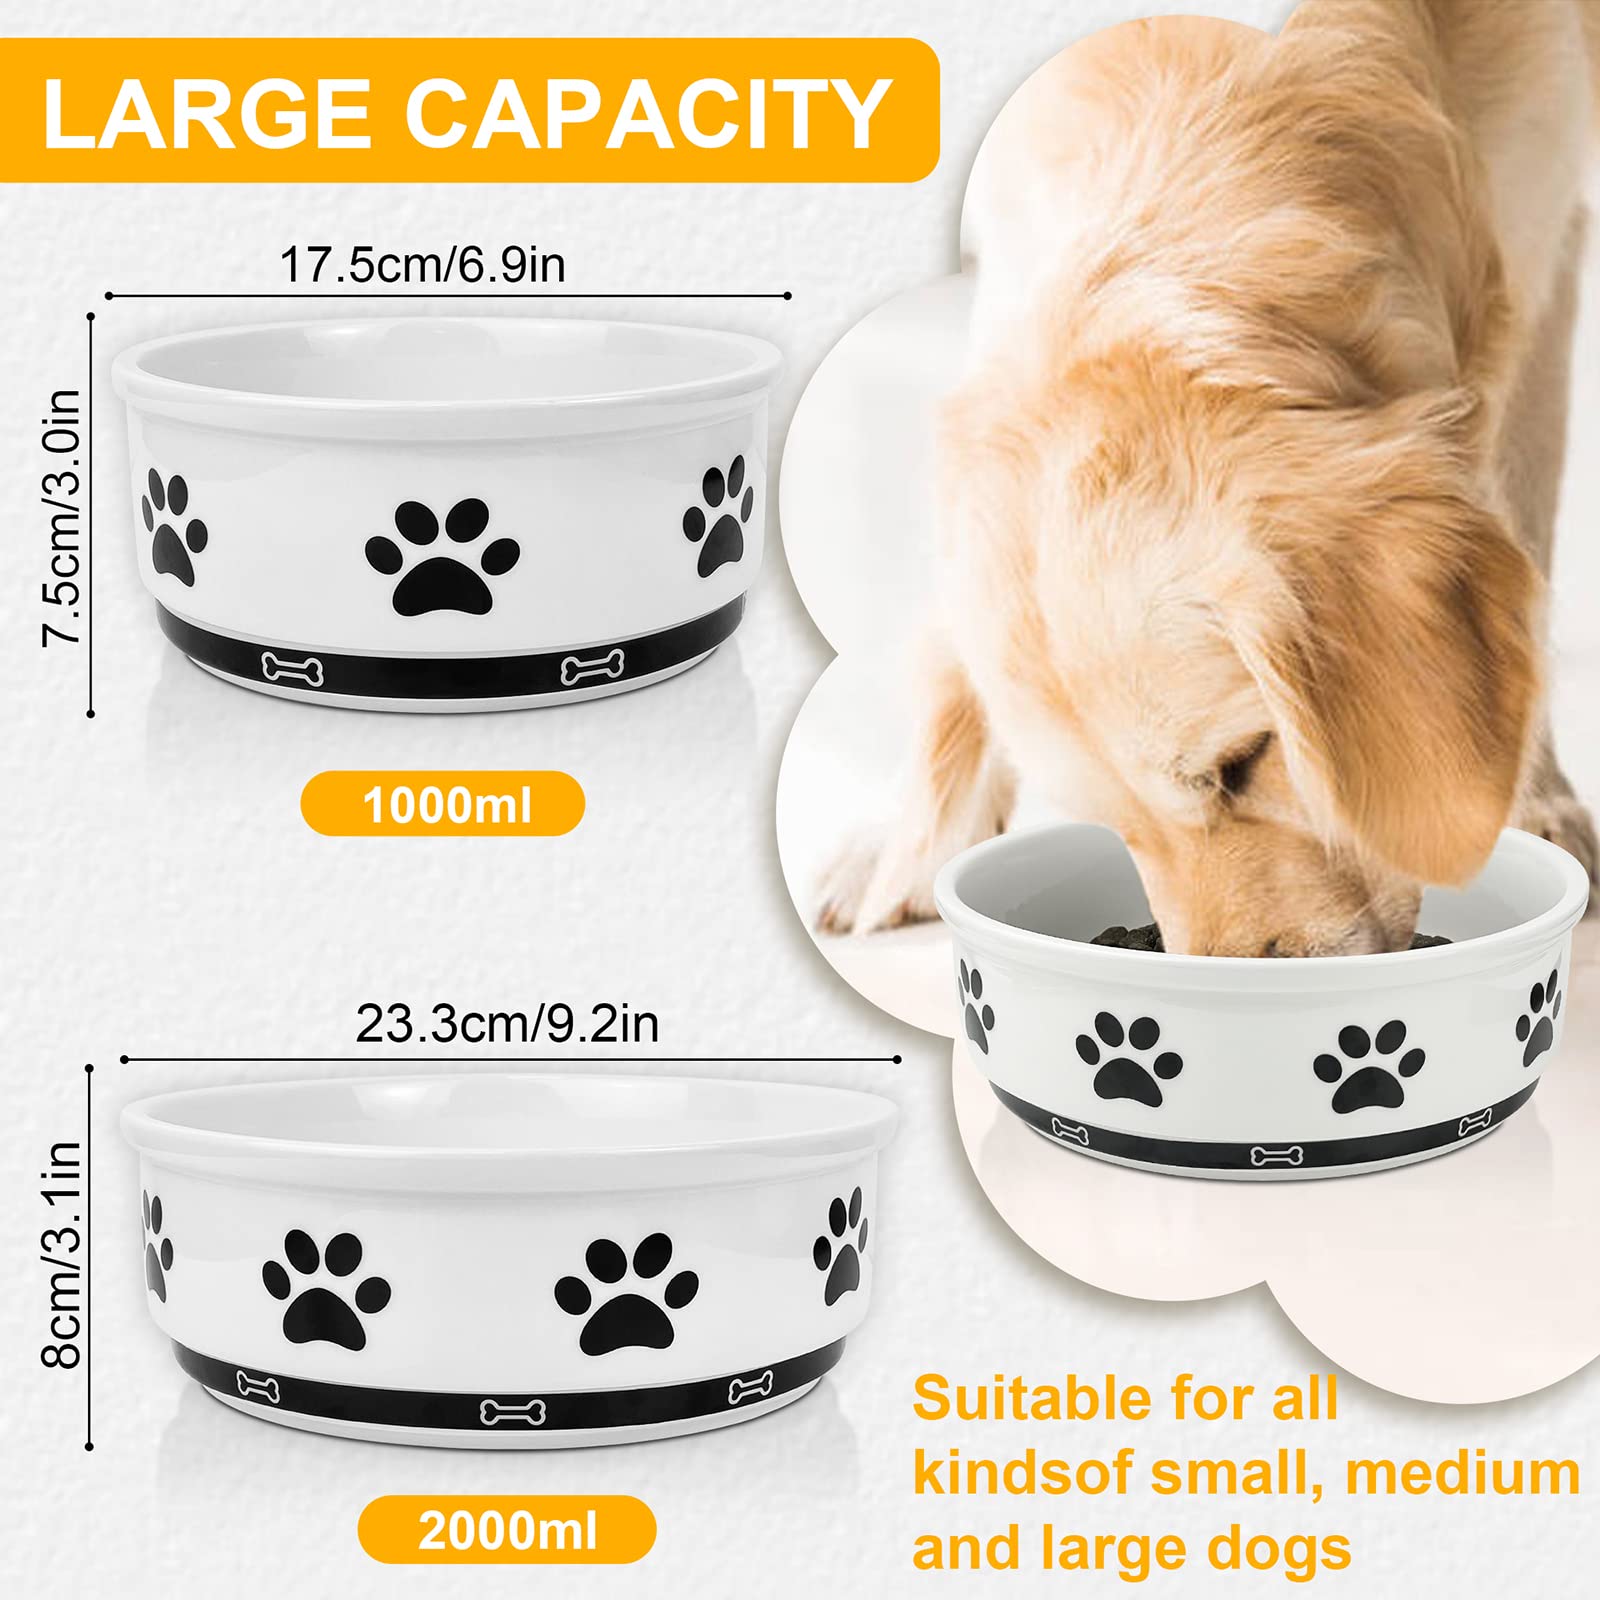 LARGE CAPACITY
17.5cm/6.9in
7.5cm/3.0in
1000ml
23.3cm/9.2in
8cm/3.1in
2000ml
Suitable for all
kindsof small, medium
and large dogs